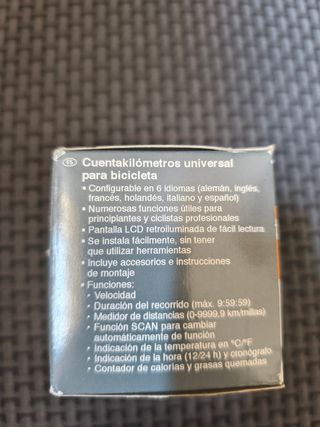 ES Cuentakilómetros universal
para bicicleta
• Configurable en 6 idiomas (alemán, inglés,
francés, holandés, italiano y español)
• Numerosas funciones útiles para
principiantes y ciclistas profesionales
• Pantalla LCD retroiluminada de fácil lectura
• Se instala fácilmente, sin tener
que utilizar herramientas
• Incluye accesorios e instrucciones
de montaje
• Funciones:
• Velocidad
• Duración del recorrido (máx. 9:59:59)
• Medidor de distancias (0-9999,9 km/millas)
• Función SCAN para cambiar
automáticamente de función
• Indicación de la temperatura en °C/°F
• Indicación de la hora (12/24 h) y cronógrafo
• Contador de calorías y grasas quemadas